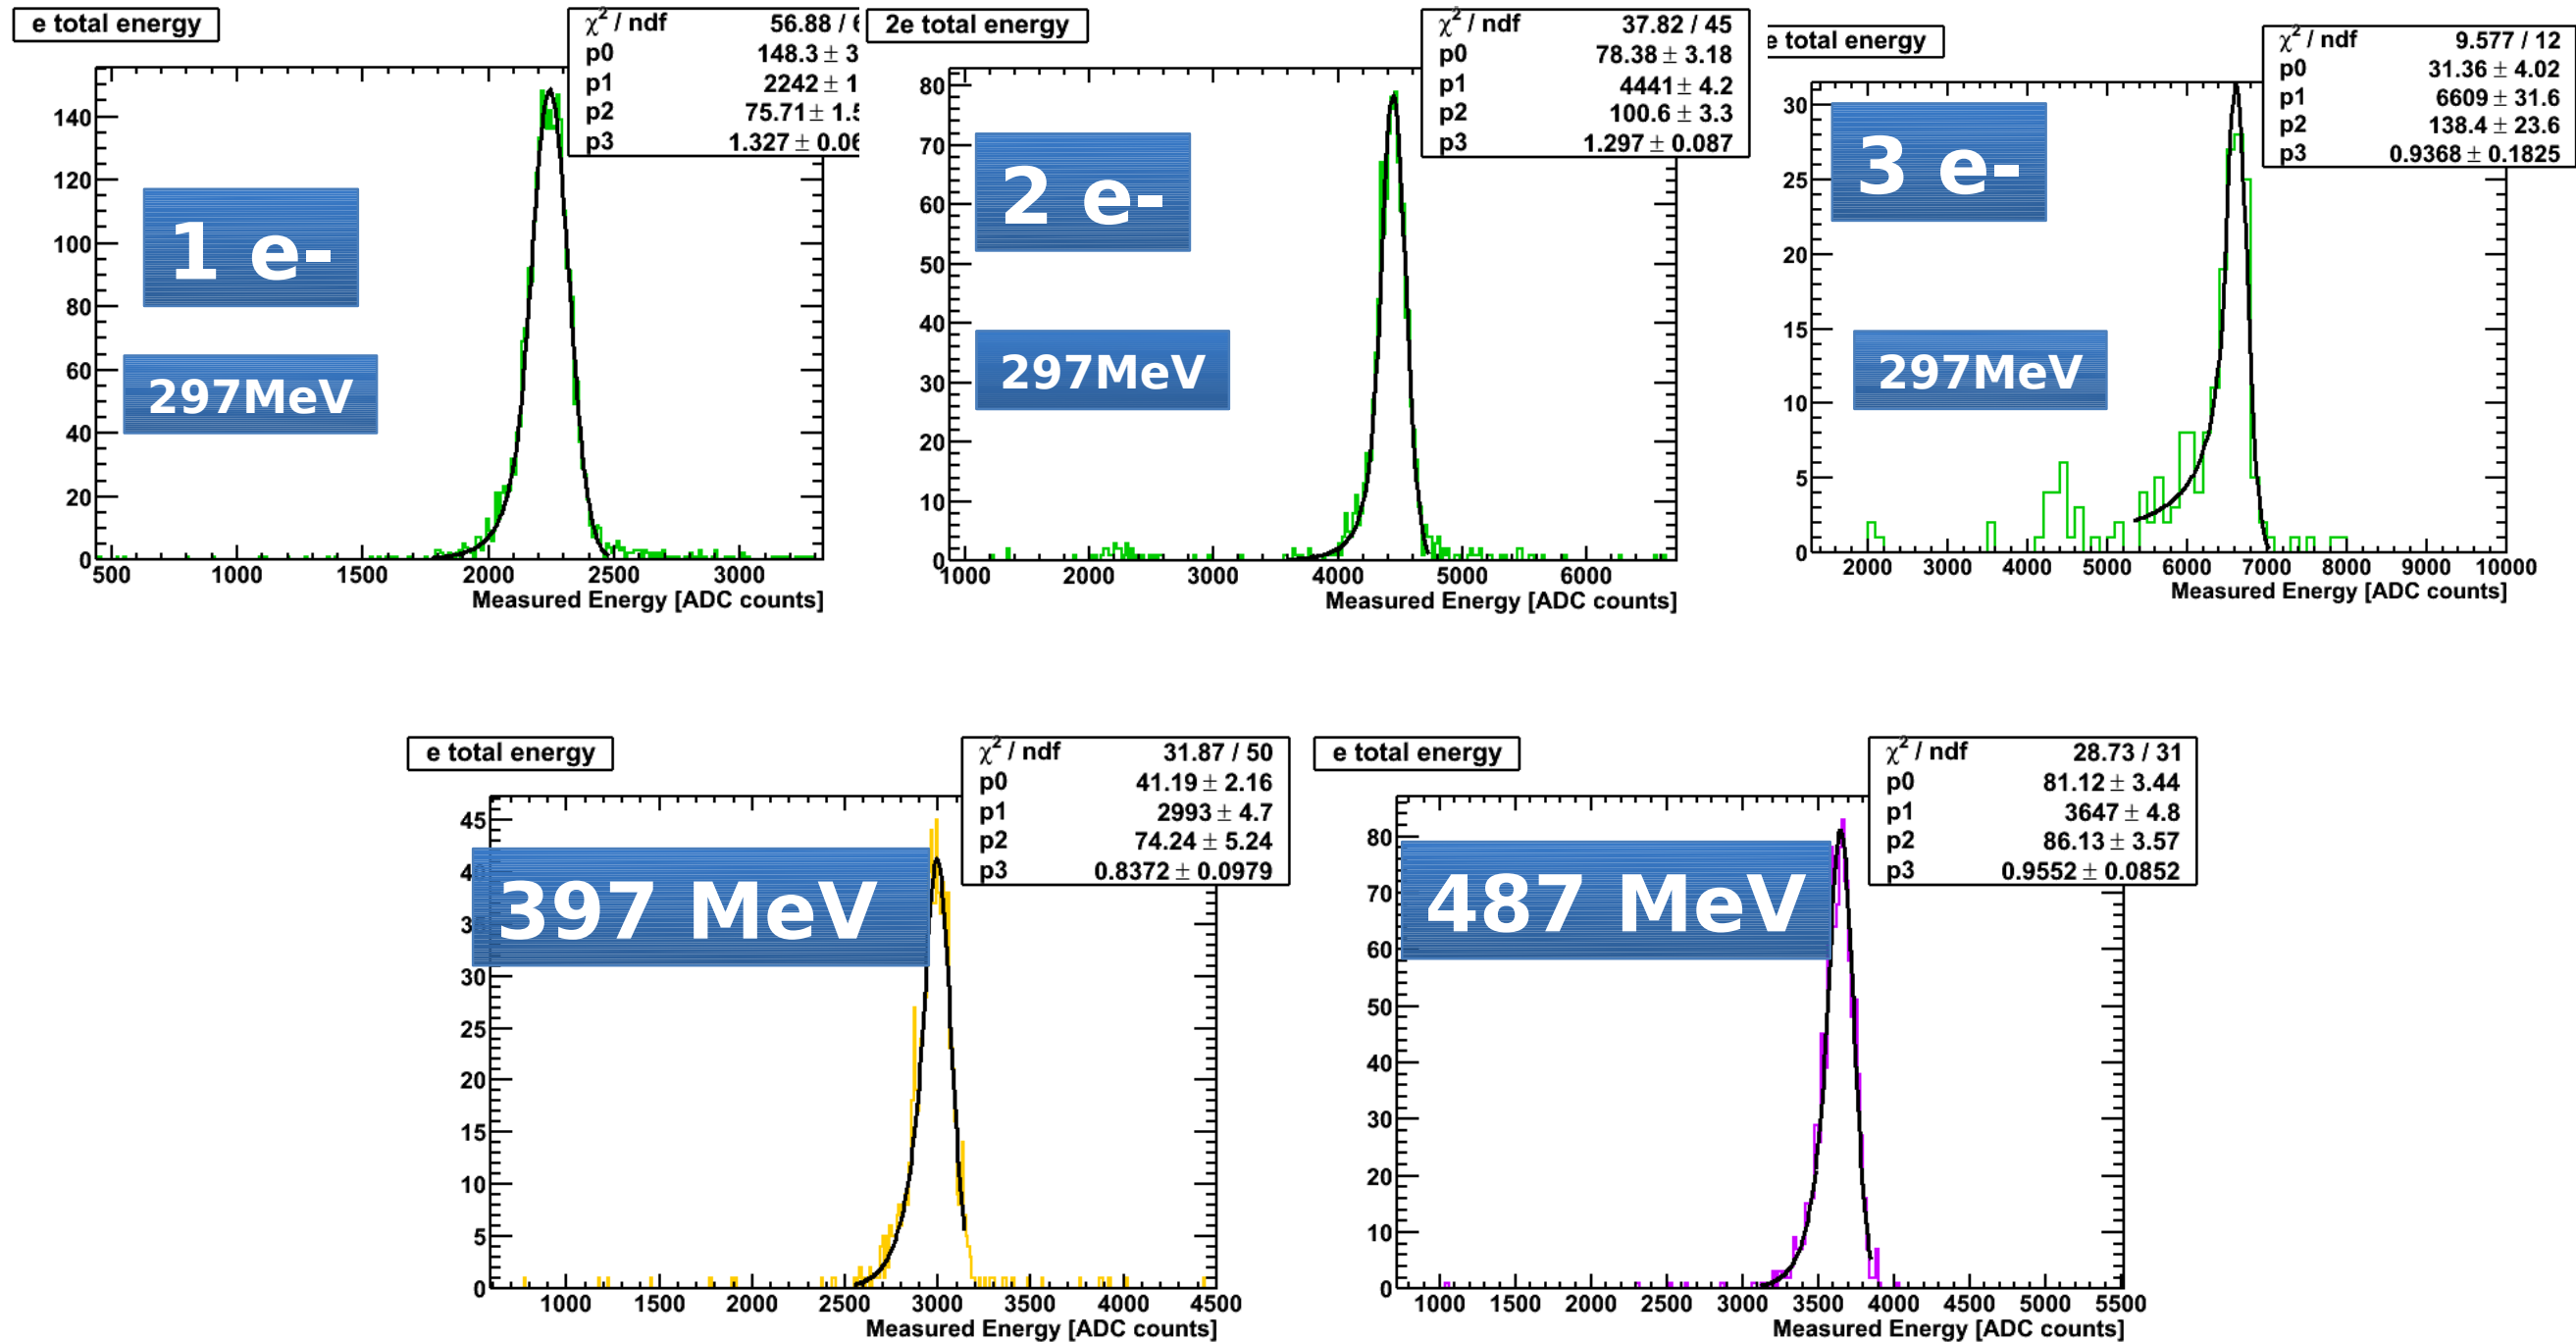 e total energy
χ² / ndf 56.88 / 6
p0 148.3 ± 3
p1 2242 ± 1
p2 75.71 ± 1.5
p3 1.327 ± 0.06
140
120
100
80
60
40
20
0
500 1000 1500 2000 2500 3000
Measured Energy [ADC counts]
1 e-
297MeV
2e total energy
χ² / ndf 37.82 / 45
p0 78.38 ± 3.18
p1 4441 ± 4.2
p2 100.6 ± 3.3
p3 1.297 ± 0.087
80
70
60
50
40
30
20
10
0
1000 2000 3000 4000 5000 6000
Measured Energy [ADC counts]
2 e-
297MeV
e total energy
χ² / ndf 9.577 / 12
p0 31.36 ± 4.02
p1 6609 ± 31.6
p2 138.4 ± 23.6
p3 0.9368 ± 0.1825
30
25
20
15
10
5
0
2000 3000 4000 5000 6000 7000 8000 9000 10000
Measured Energy [ADC counts]
3 e-
297MeV
e total energy
χ² / ndf 31.87 / 50
p0 41.19 ± 2.16
p1 2993 ± 4.7
p2 74.24 ± 5.24
p3 0.8372 ± 0.0979
45
40
35
30
25
20
15
10
5
0
1000 1500 2000 2500 3000 3500 4000 4500
Measured Energy [ADC counts]
397 MeV
e total energy
χ² / ndf 28.73 / 31
p0 81.12 ± 3.44
p1 3647 ± 4.8
p2 86.13 ± 3.57
p3 0.9552 ± 0.0852
80
70
60
50
40
30
20
10
0
1000 1500 2000 2500 3000 3500 4000 4500 5000 5500
Measured Energy [ADC counts]
487 MeV